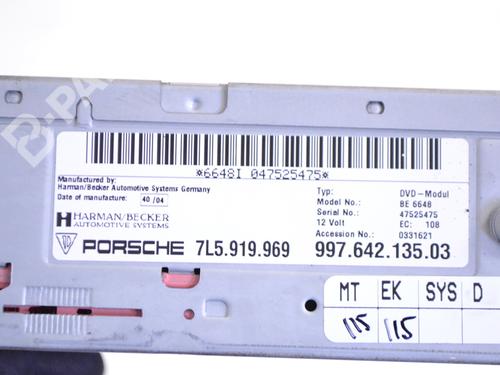 B-PARTS
*6648I 047525475*
Manufactured by:
Harman/Becker Automotive Systems Germany
Date of manufacture: 40/04
HARMAN/BECKER
AUTOMOTIVE SYSTEMS
Typ: DVD-Modul
Model No.: BE 6648
Serial No.: 47525475
12 Volt EC: 108
Accession No.: 0331621
PORSCHE 7L5.919.969 997.642.135.03
MT EK SYS D
115 115